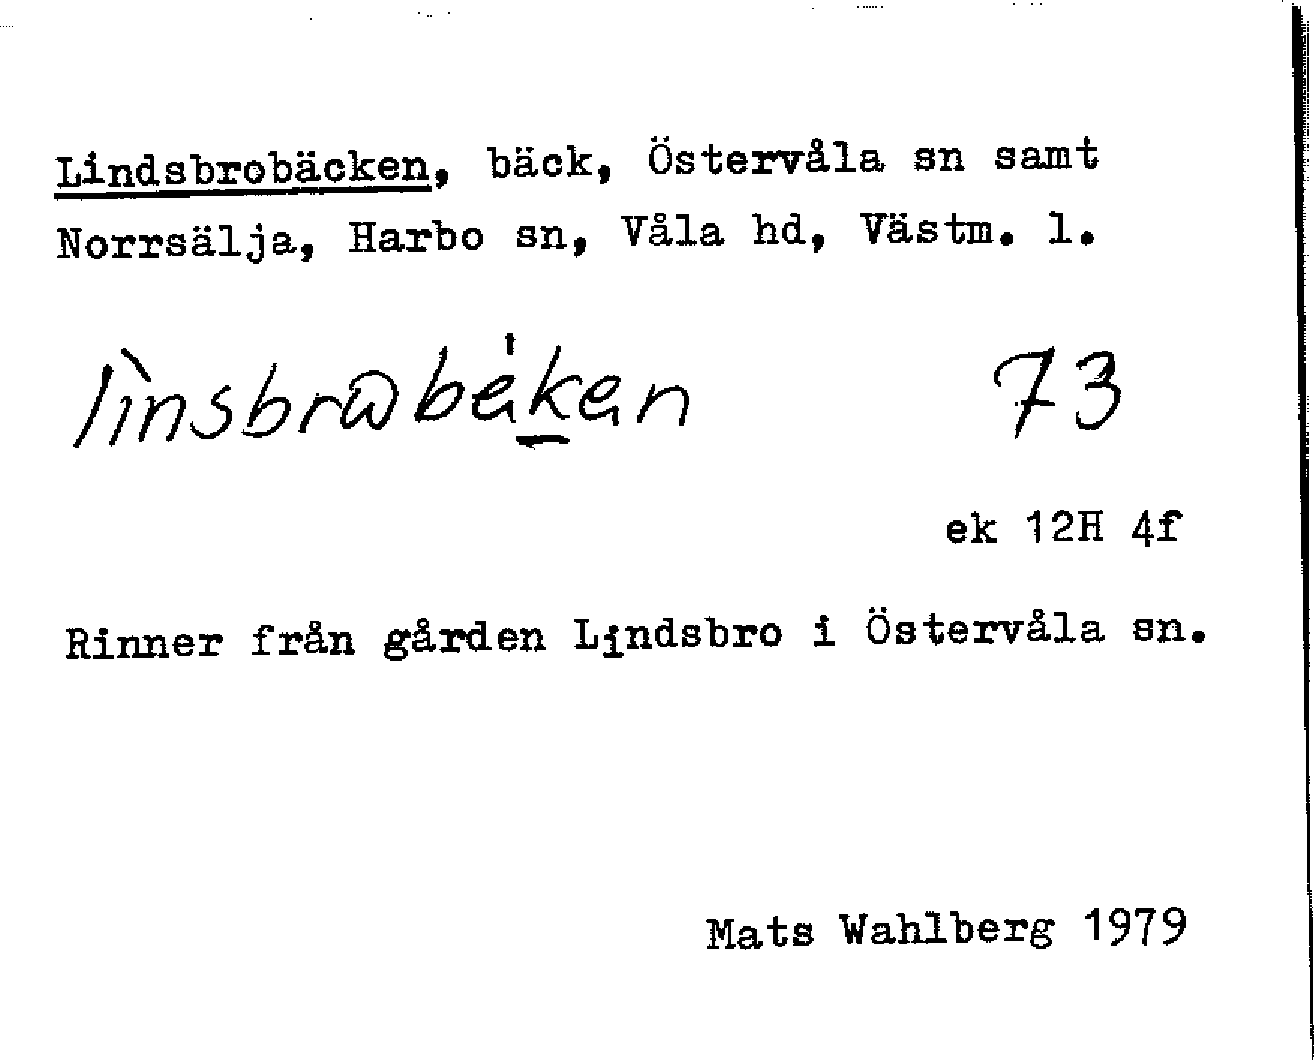 Lindsbrobäcken, bäck, Östervåla sn samt
Norrsälja, Harbo sn, Våla hd, Västm. l.
73
ek 12H 4f
Rinner från gården Lindsbro i Östervåla sn.
Mats Wahlberg 1979